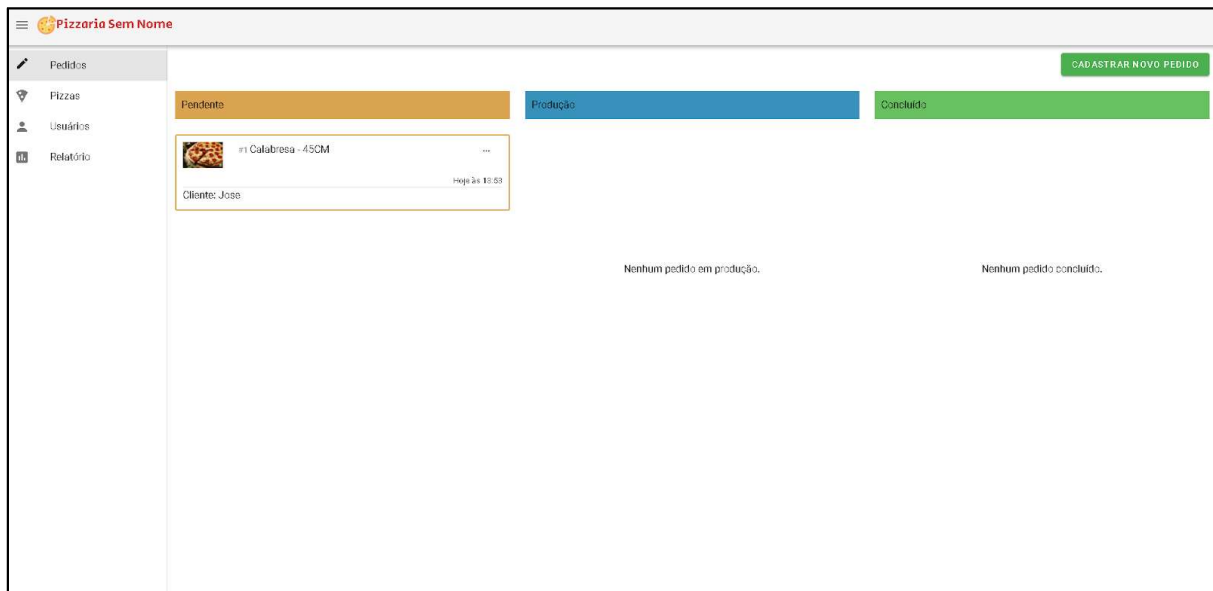 Pizzaria Sem Nome
Pedidos
Pizzas
Usuários
Relatório
CADASTRAR NOVO PEDIDO
Pendente
Produção
Concluído
#1 Calabresa - 45CM
...
Hoje às 18:53
Cliente: Jose
Nenhum pedido em produção.
Nenhum pedido concluído.